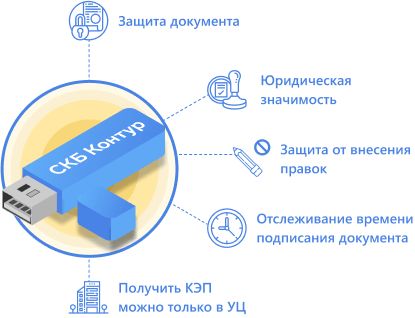 Защита документа
Юридическая
значимость
СКБ Контур
Защита от внесения
правок
Отслеживание времени
подписания документа
Получить КЭП
можно только в УЦ